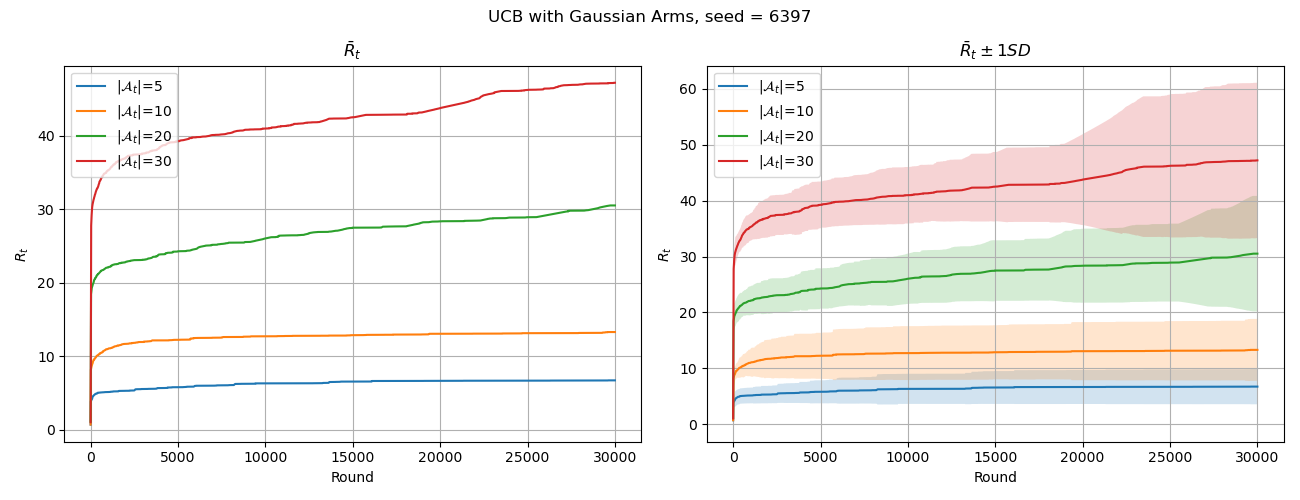 UCB with Gaussian Arms, seed = 6397
R̄ₜ
|𝒜ₜ|=5
|𝒜ₜ|=10
|𝒜ₜ|=20
|𝒜ₜ|=30
Rₜ
40
30
20
10
0
0 5000 10000 15000 20000 25000 30000
Round
R̄ₜ ± 1SD
|𝒜ₜ|=5
|𝒜ₜ|=10
|𝒜ₜ|=20
|𝒜ₜ|=30
Rₜ
60
50
40
30
20
10
0
0 5000 10000 15000 20000 25000 30000
Round